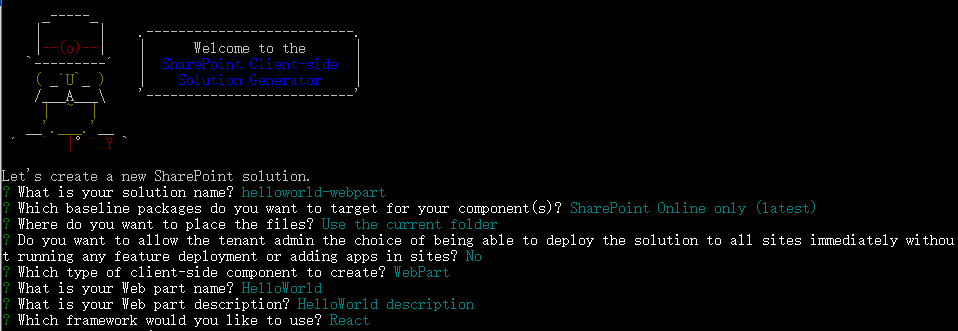 Welcome to the
SharePoint Client-side
Solution Generator
Let's create a new SharePoint solution.
? What is your solution name? helloworld-webpart
? Which baseline packages do you want to target for your component(s)? SharePoint Online only (latest)
? Where do you want to place the files? Use the current folder
? Do you want to allow the tenant admin the choice of being able to deploy the solution to all sites immediately withou
t running any feature deployment or adding apps in sites? No
? Which type of client-side component to create? WebPart
? What is your Web part name? HelloWorld
? What is your Web part description? HelloWorld description
? Which framework would you like to use? React